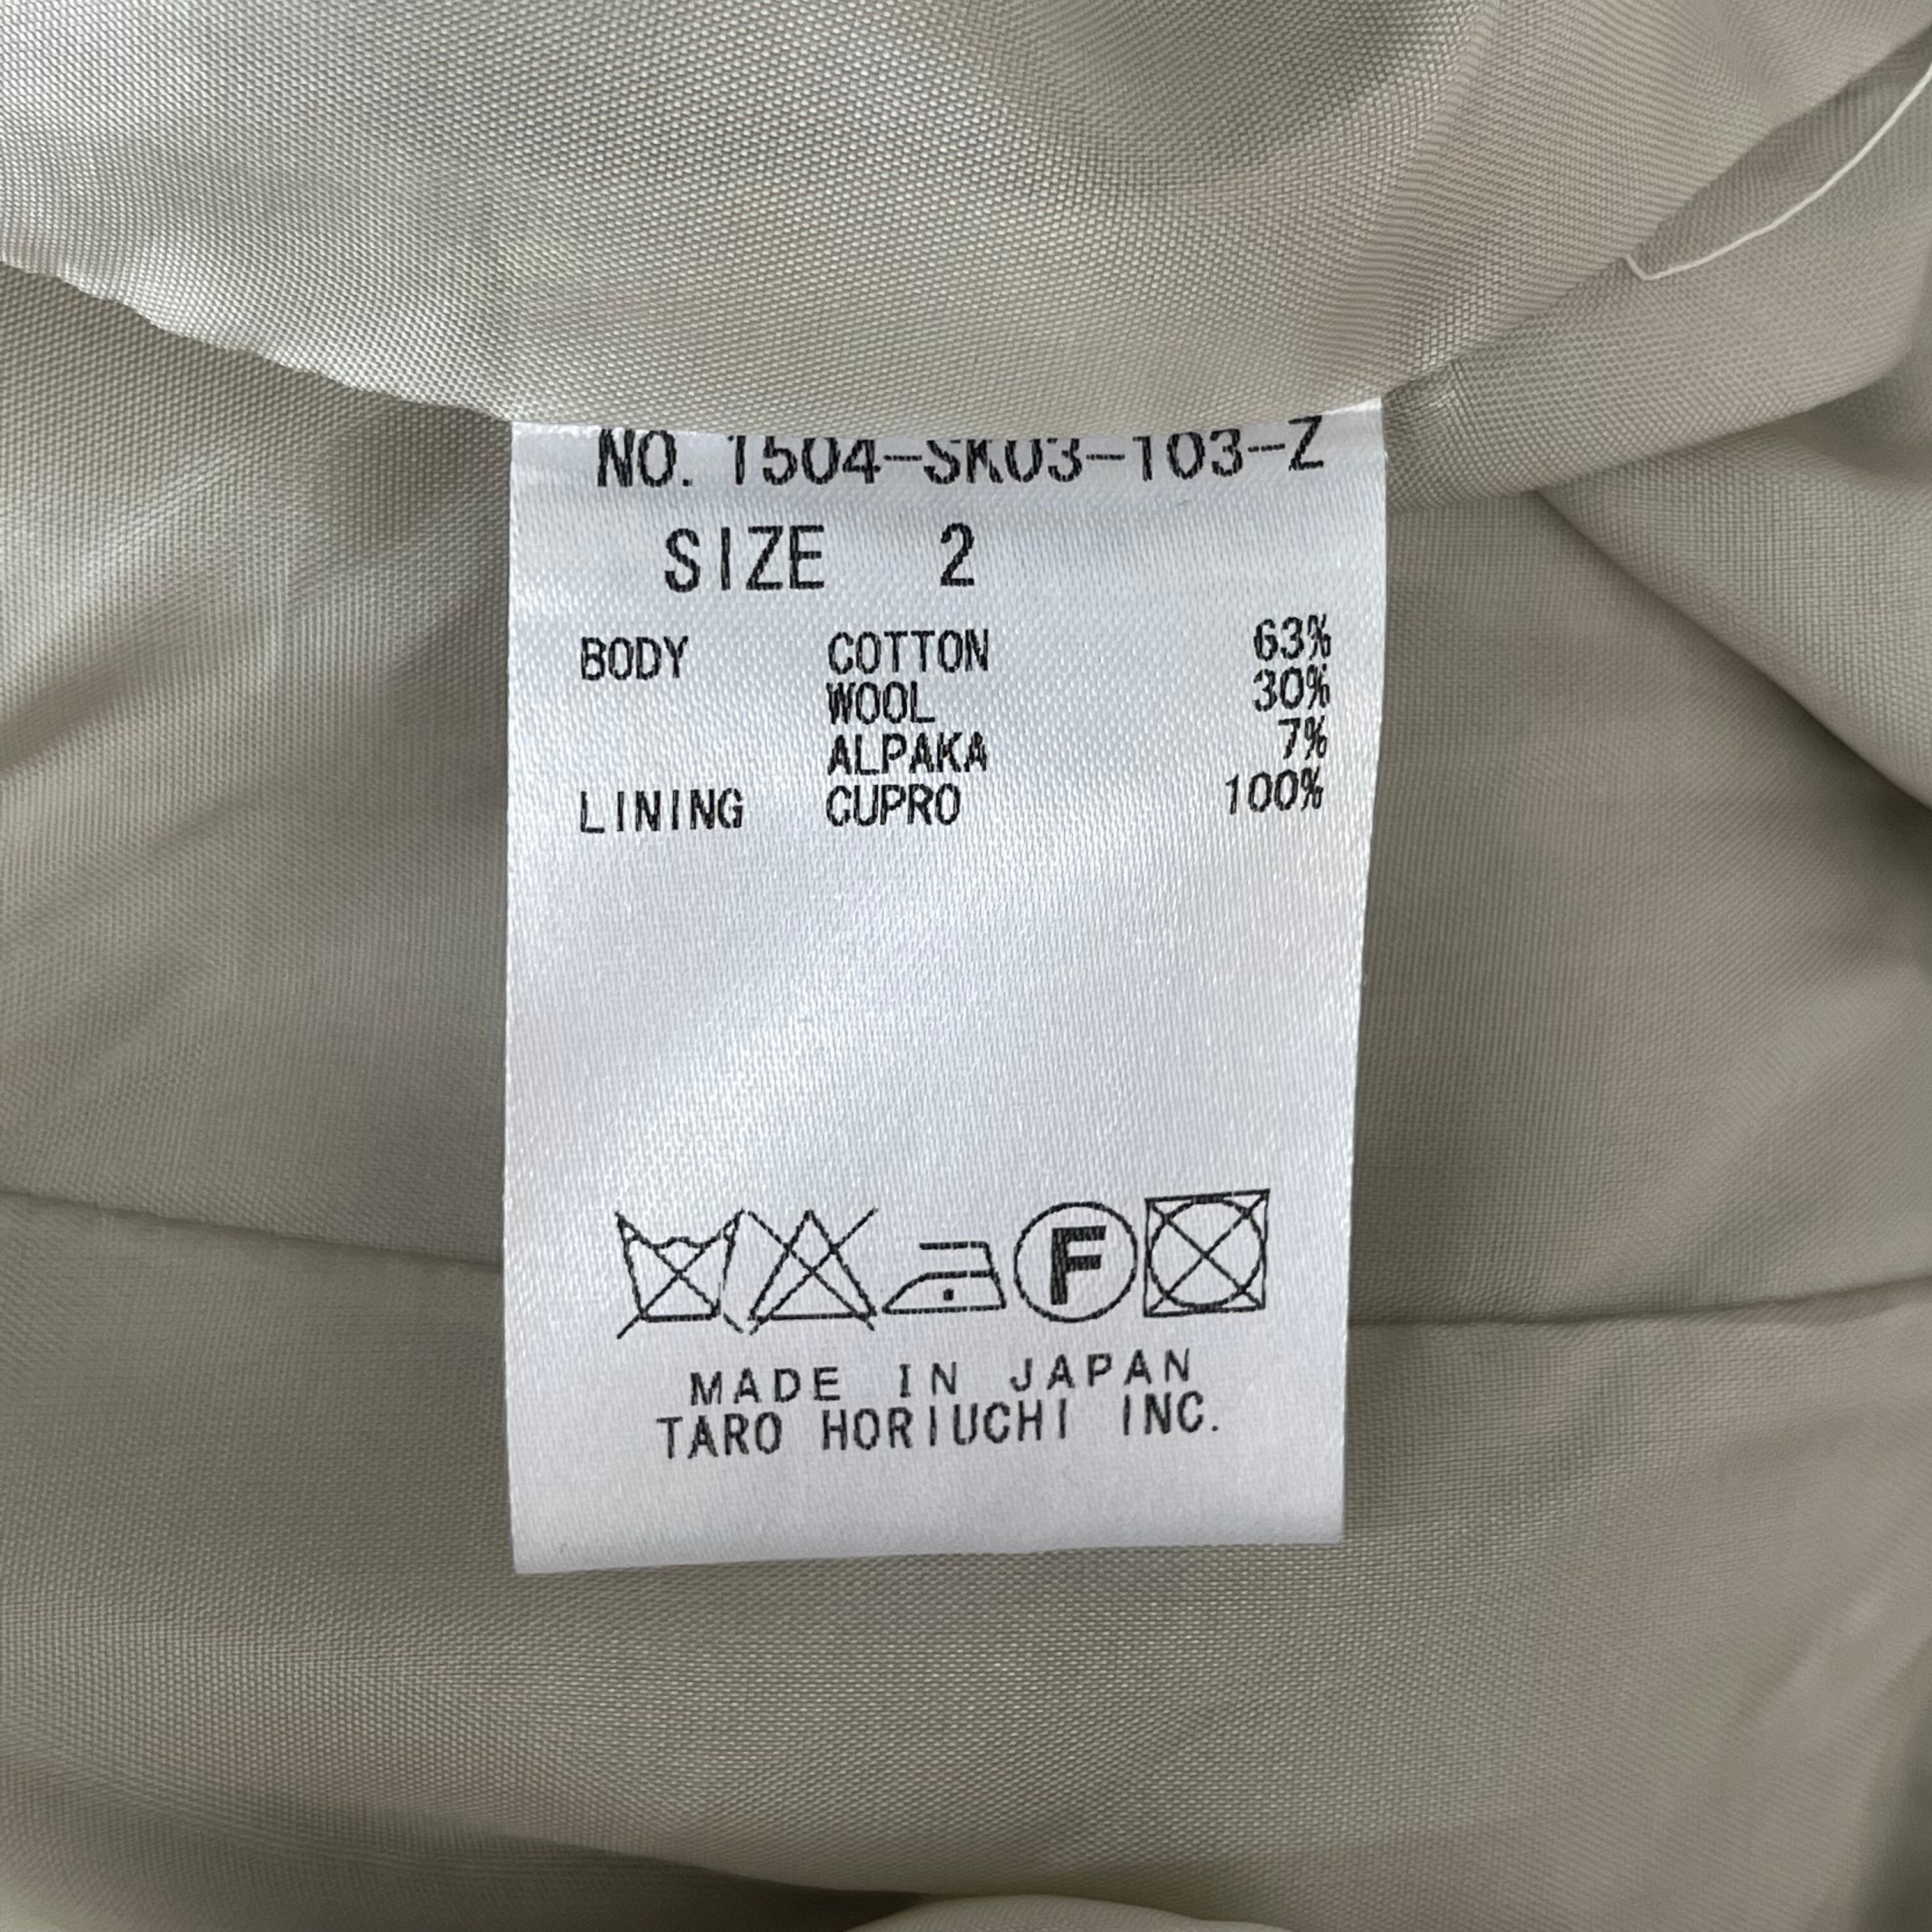 NO. 1504-SK03-103-Z
SIZE 2
BODY COTTON 63%
WOOL 30%
ALPAKA 7%
LINING CUPRO 100%
F
MADE IN JAPAN
TARO HORIUCHI INC.